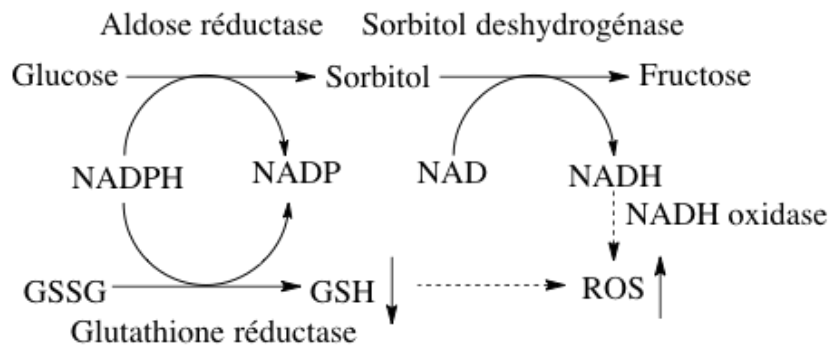 Aldose réductase Sorbitol deshydrogénase
Glucose Sorbitol Fructose
NADPH NADP NAD NADH
NADH oxidase
GSSG GSH ROS
Glutathione réductase